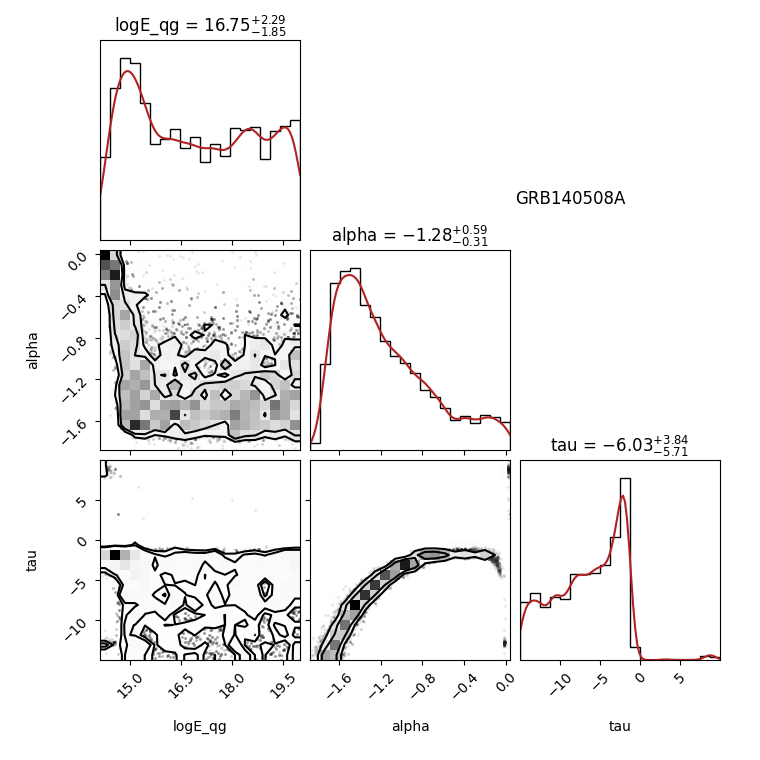 logE_qg = 16.75+2.29−1.85
GRB140508A
alpha = −1.28+0.59−0.31
0.0
−0.4
−0.8
−1.2
−1.6
alpha
tau = −6.03+3.84−5.71
5
0
−5
−10
tau
15.0 16.5 18.0 19.5
−1.6 −1.2 −0.8 −0.4 0.0
−10 −5 0 5
logE_qg alpha tau